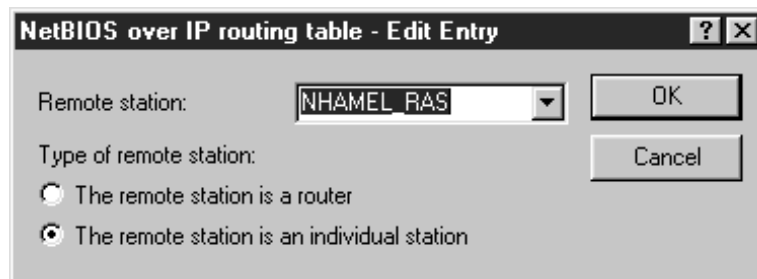 NetBIOS over IP routing table - Edit Entry
Remote station:
NHAMEL_RAS
OK
Type of remote station:
Cancel
The remote station is a router
The remote station is an individual station